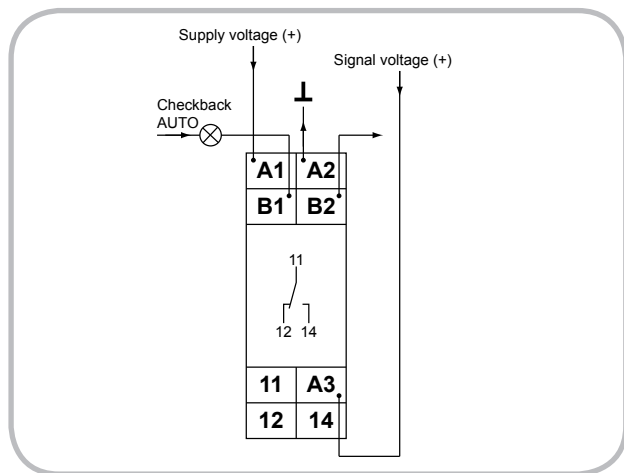 Supply voltage (+)
Signal voltage (+)
Checkback
AUTO
A1 A2
B1 B2
11
12 14
11 A3
12 14